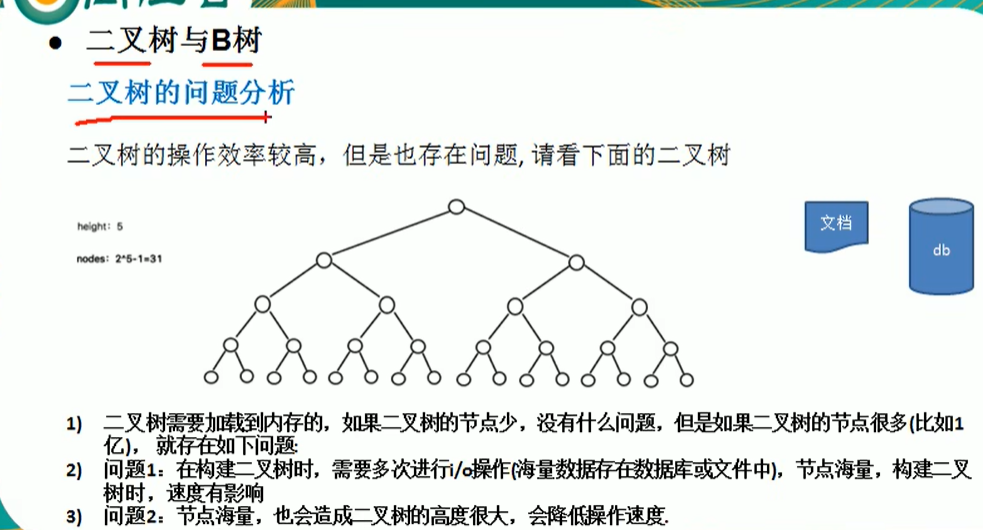 ● 二叉树与B树
二叉树的问题分析
二叉树的操作效率较高，但是也存在问题, 请看下面的二叉树
height：5
nodes：2^5-1=31
文档
db
1) 二叉树需要加载到内存的，如果二叉树的节点少，没有什么问题，但是如果二叉树的节点很多(比如1
亿)， 就存在如下问题:
2) 问题1：在构建二叉树时，需要多次进行i/o操作(海量数据存在数据库或文件中)，节点海量，构建二叉
树时，速度有影响
3) 问题2：节点海量，也会造成二叉树的高度很大，会降低操作速度.